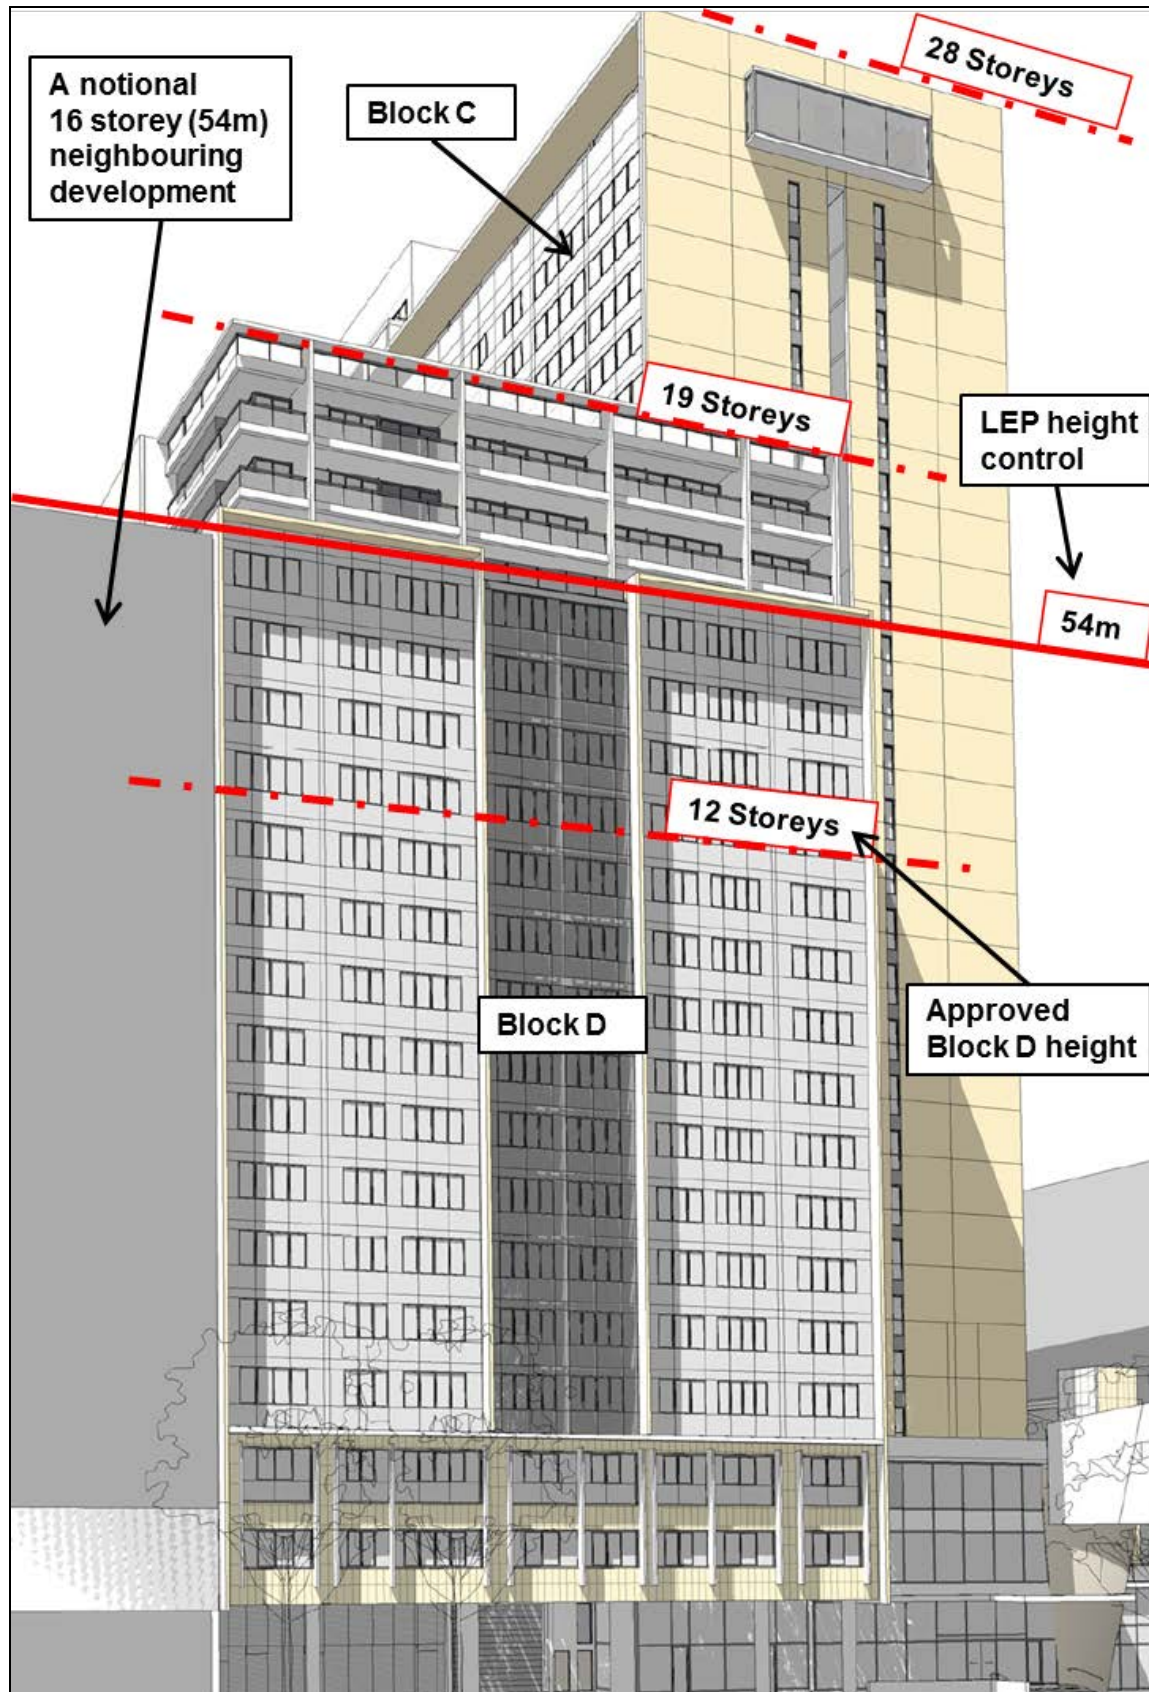 28 Storeys
A notional
16 storey (54m)
neighbouring
development
Block C
19 Storeys
LEP height
control
54m
12 Storeys
Block D
Approved
Block D height